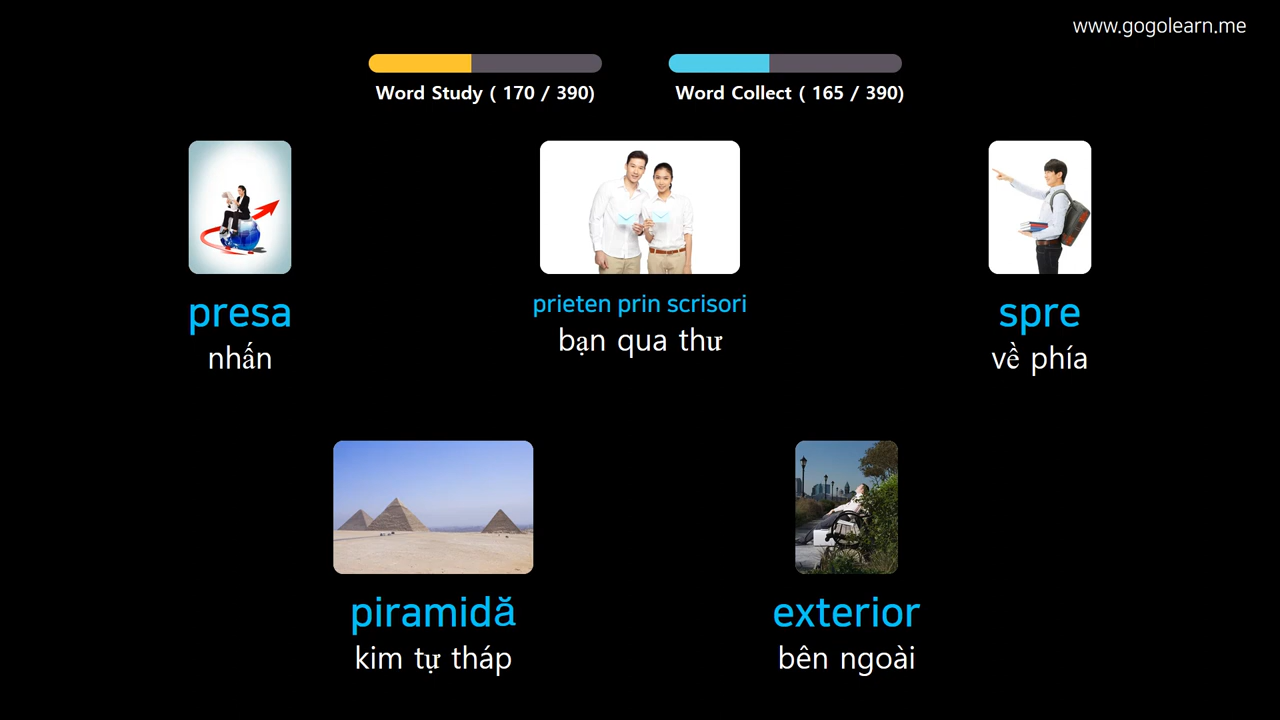 www.gogolearn.me
Word Study ( 170 / 390)
Word Collect ( 165 / 390)
presa
nhấn
prieten prin scrisori
bạn qua thư
spre
về phía
piramidă
kim tự tháp
exterior
bên ngoài